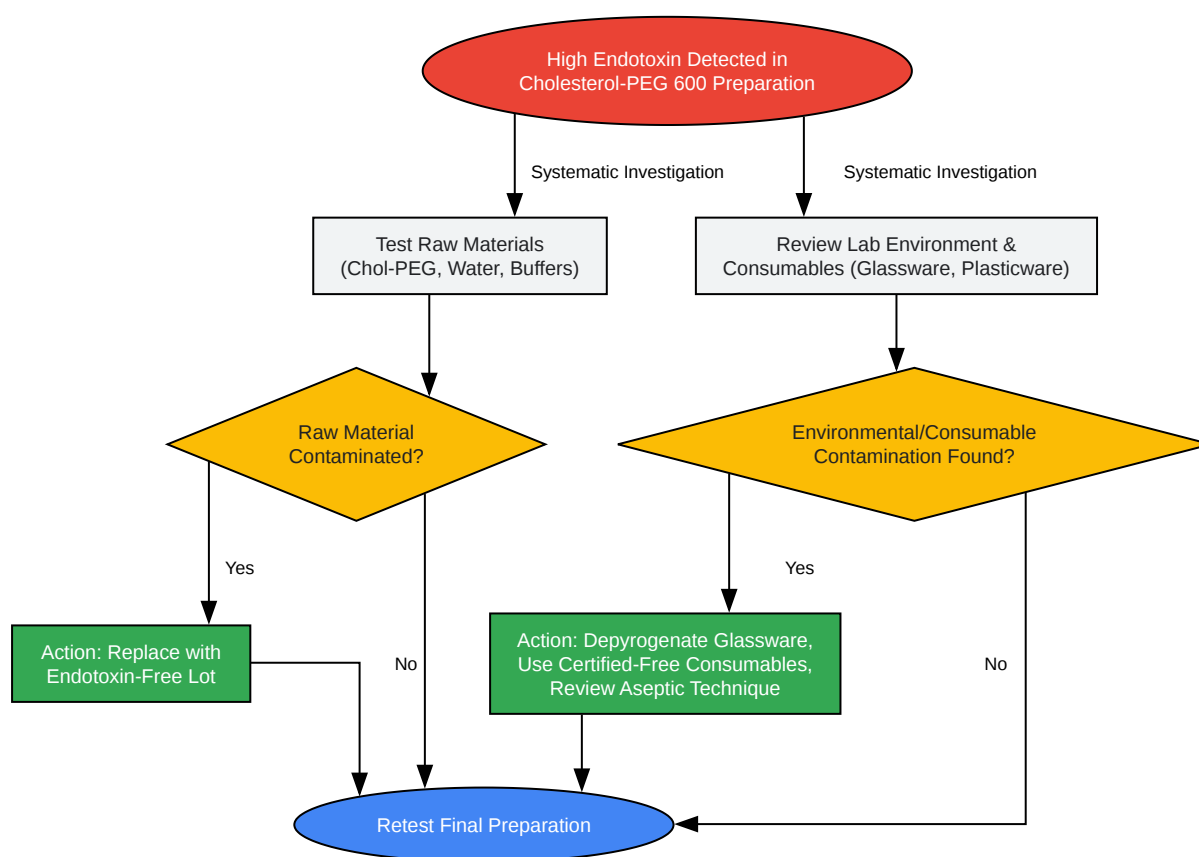 High Endotoxin Detected in
Cholesterol-PEG 600 Preparation
Systematic Investigation
Systematic Investigation
Test Raw Materials
(Chol-PEG, Water, Buffers)
Review Lab Environment &
Consumables (Glassware, Plasticware)
Raw Material
Contaminated?
Environmental/Consumable
Contamination Found?
Yes
Yes
Action: Replace with
Endotoxin-Free Lot
No
Action: Depyrogenate Glassware,
Use Certified-Free Consumables,
Review Aseptic Technique
No
Retest Final Preparation